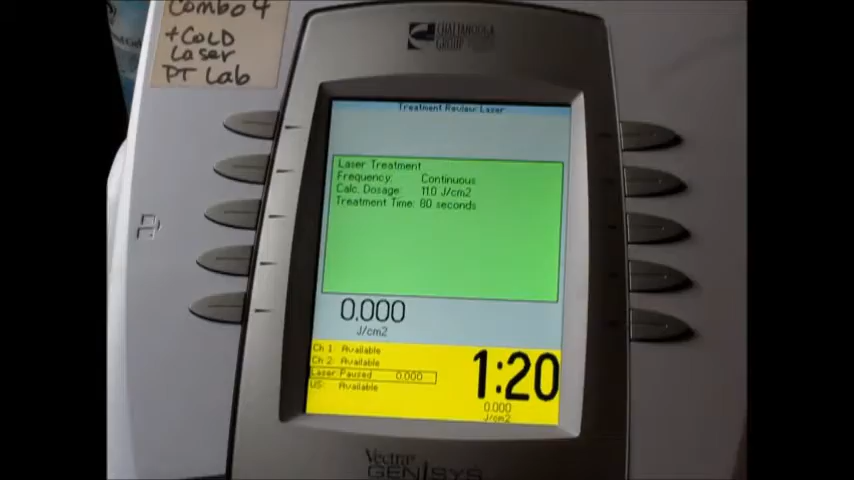 Combo 4
+COLD
Laser
PT Lab
CHATTANOOGA
GROUP
Treatment Review Laser
Laser Treatment
Frequency: Continuous
Calc. Dosage: 11.0 J/cm2
Treatment Time: 80 seconds
0.000
J/cm2
Ch 1: Available
Ch 2: Available
Laser: Paused 0.000
US: Available
1:20
0.000
J/cm2
Vectra
GENISYS